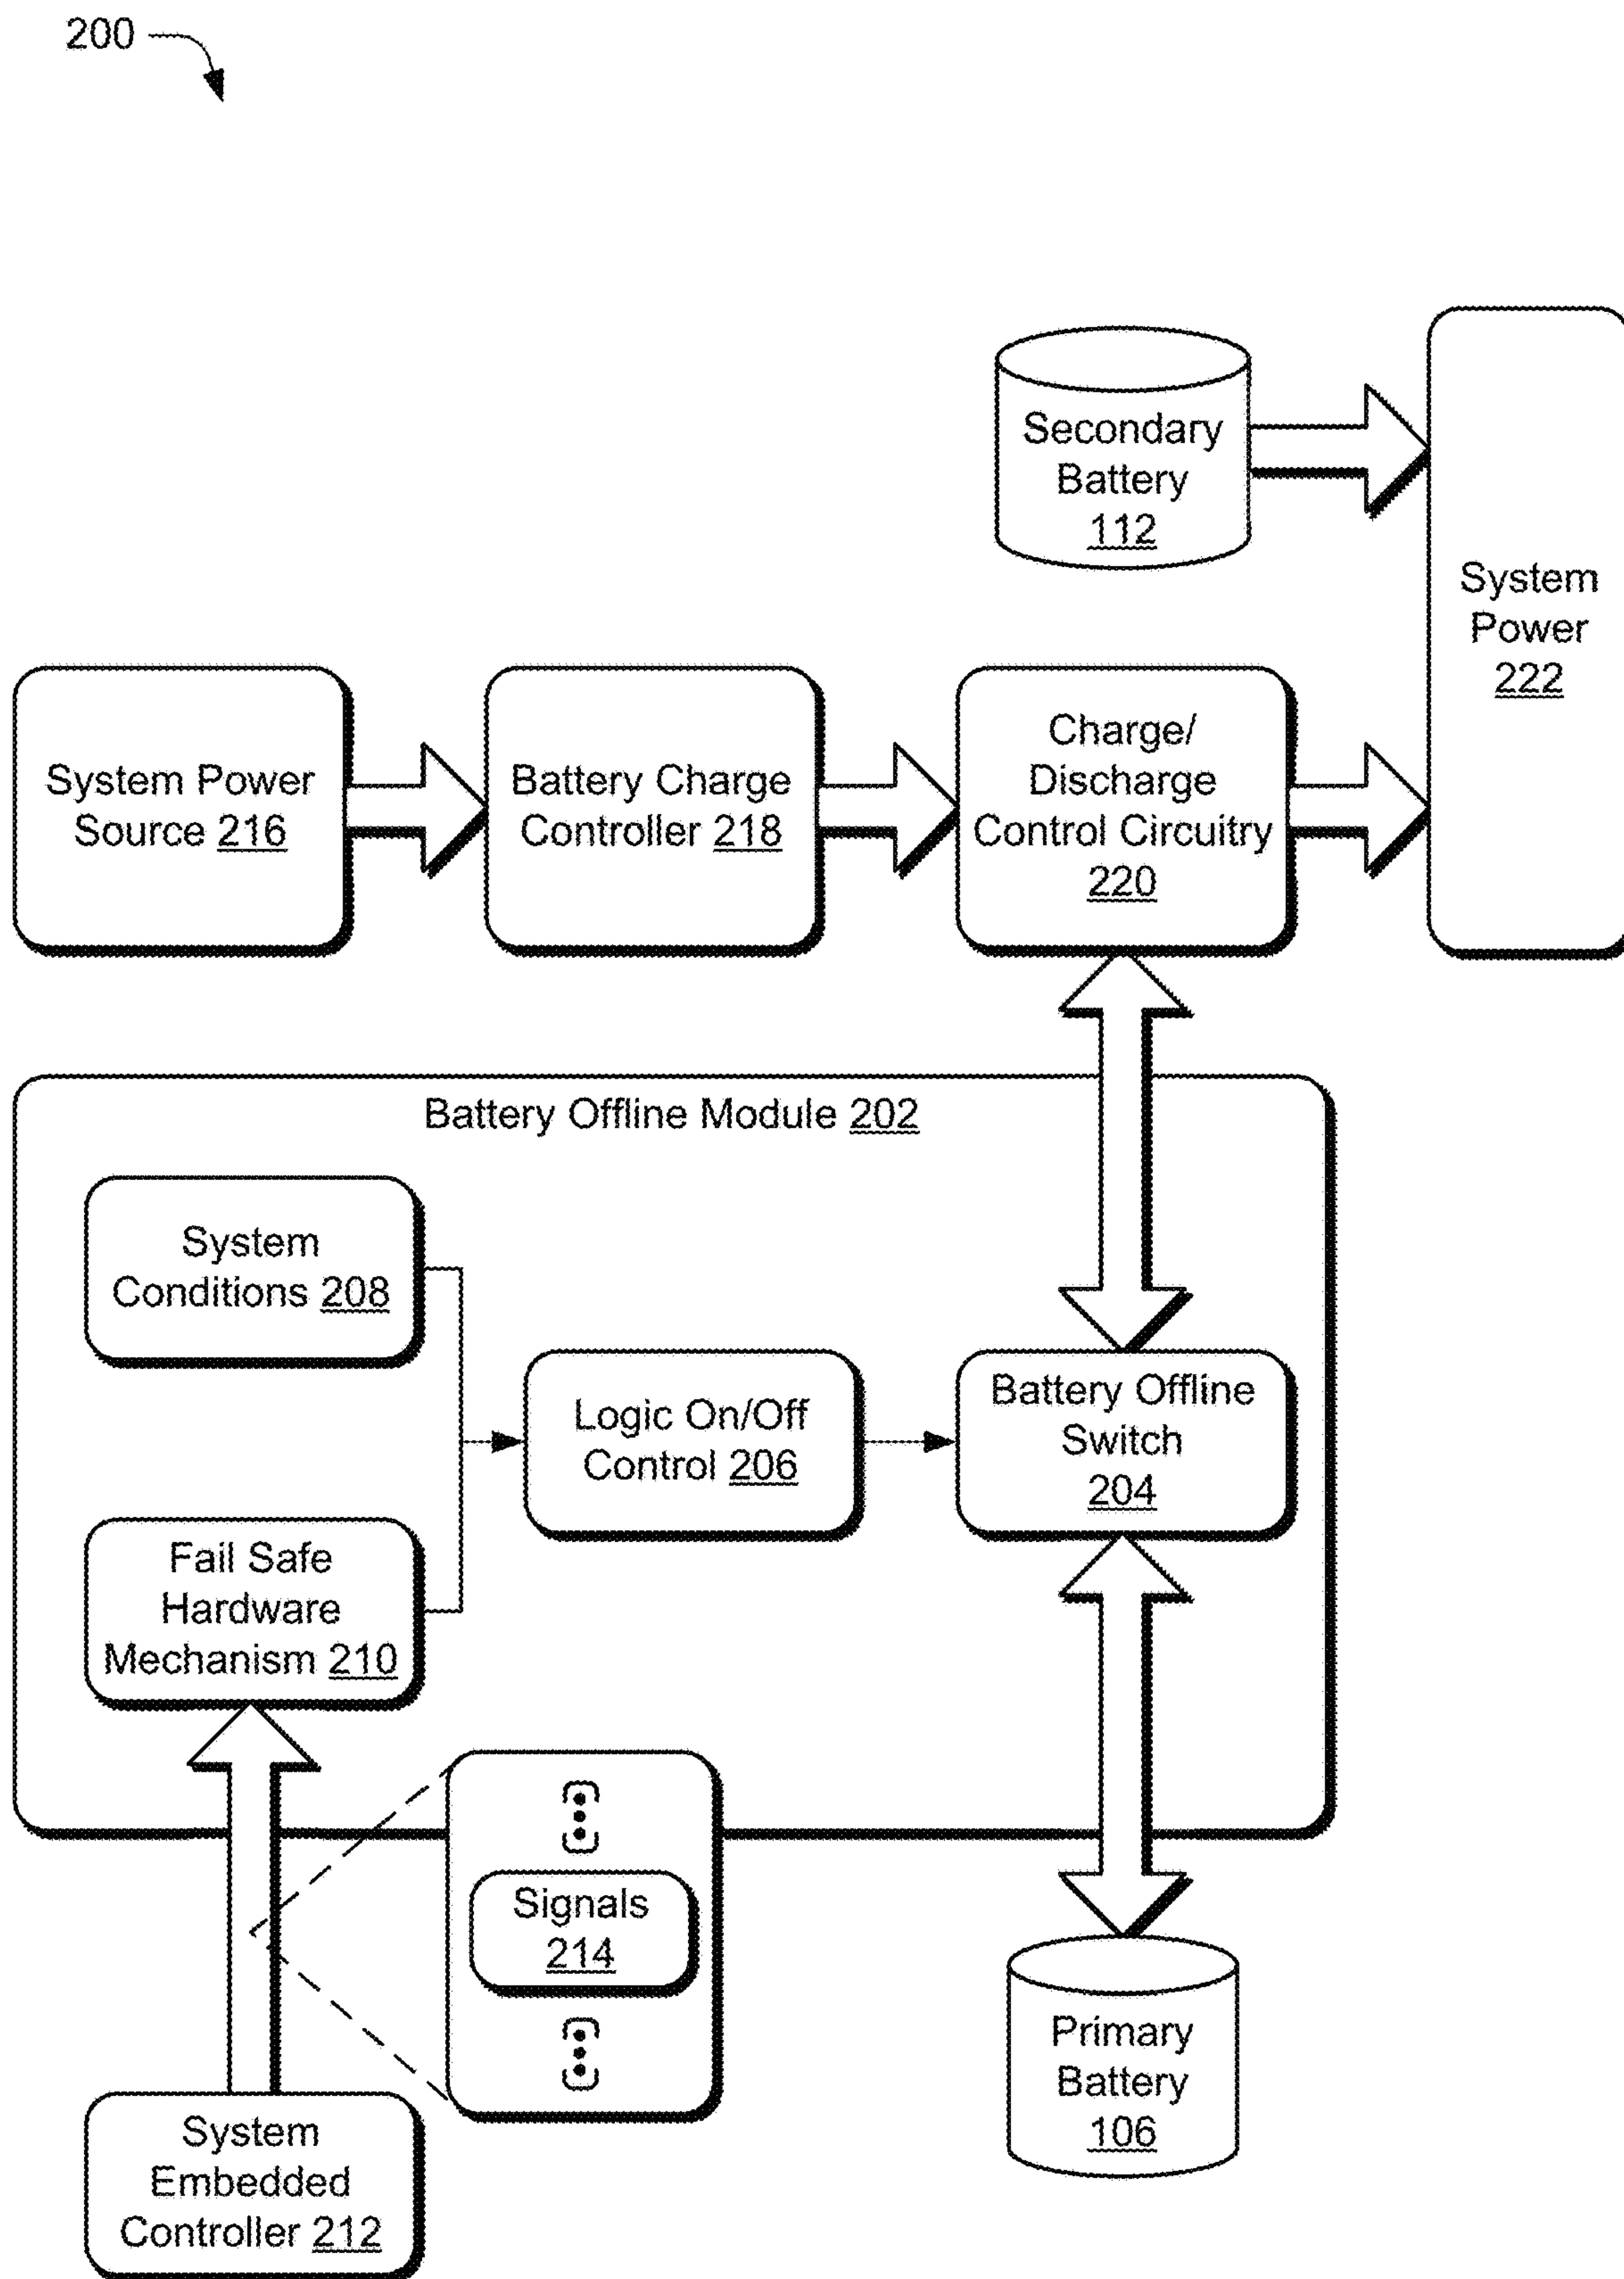 200
Secondary
Battery
112
System
Power
222
System Power
Source 216
Battery Charge
Controller 218
Charge/
Discharge
Control Circuitry
220
Battery Offline Module 202
System
Conditions 208
Logic On/Off
Control 206
Battery Offline
Switch
204
Fail Safe
Hardware
Mechanism 210
Signals
214
Primary
Battery
106
System
Embedded
Controller 212